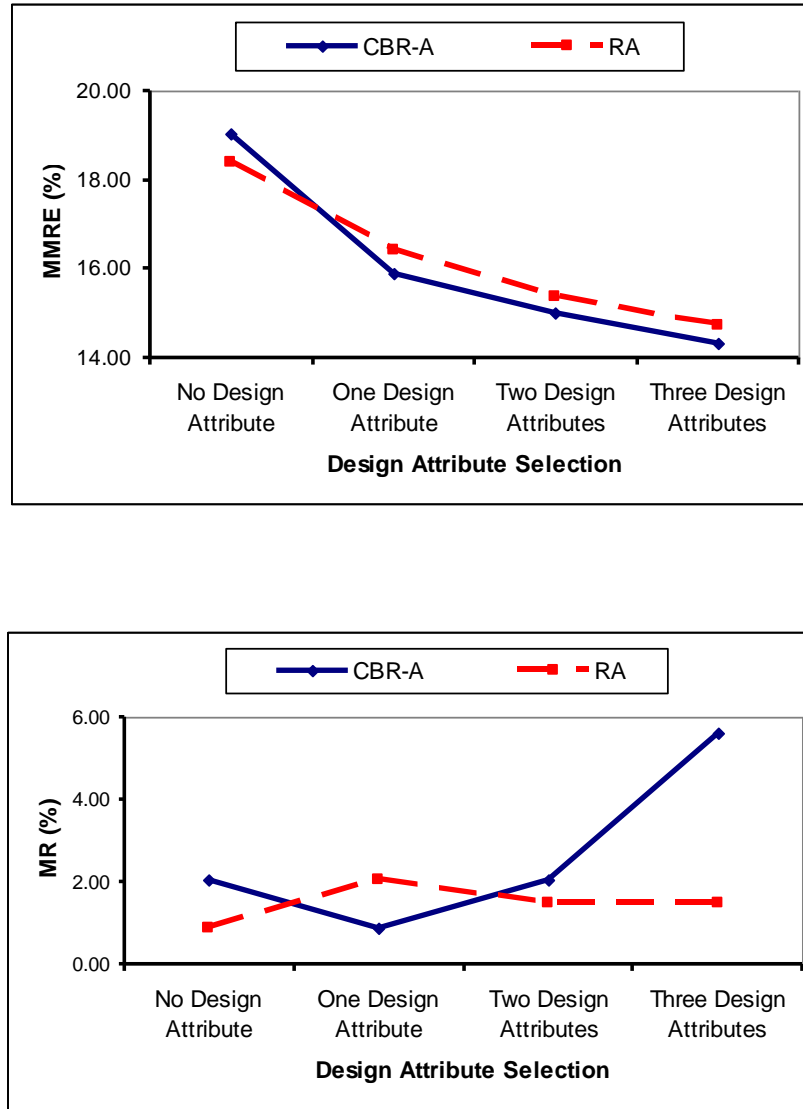 CBR-A RA
20.00
18.00
16.00
14.00
MMRE (%)
No Design One Design Two Design Three Design
Attribute Attribute Attributes Attributes
Design Attribute Selection
CBR-A RA
6.00
4.00
2.00
0.00
MR (%)
No Design One Design Two Design Three Design
Attribute Attribute Attributes Attributes
Design Attribute Selection